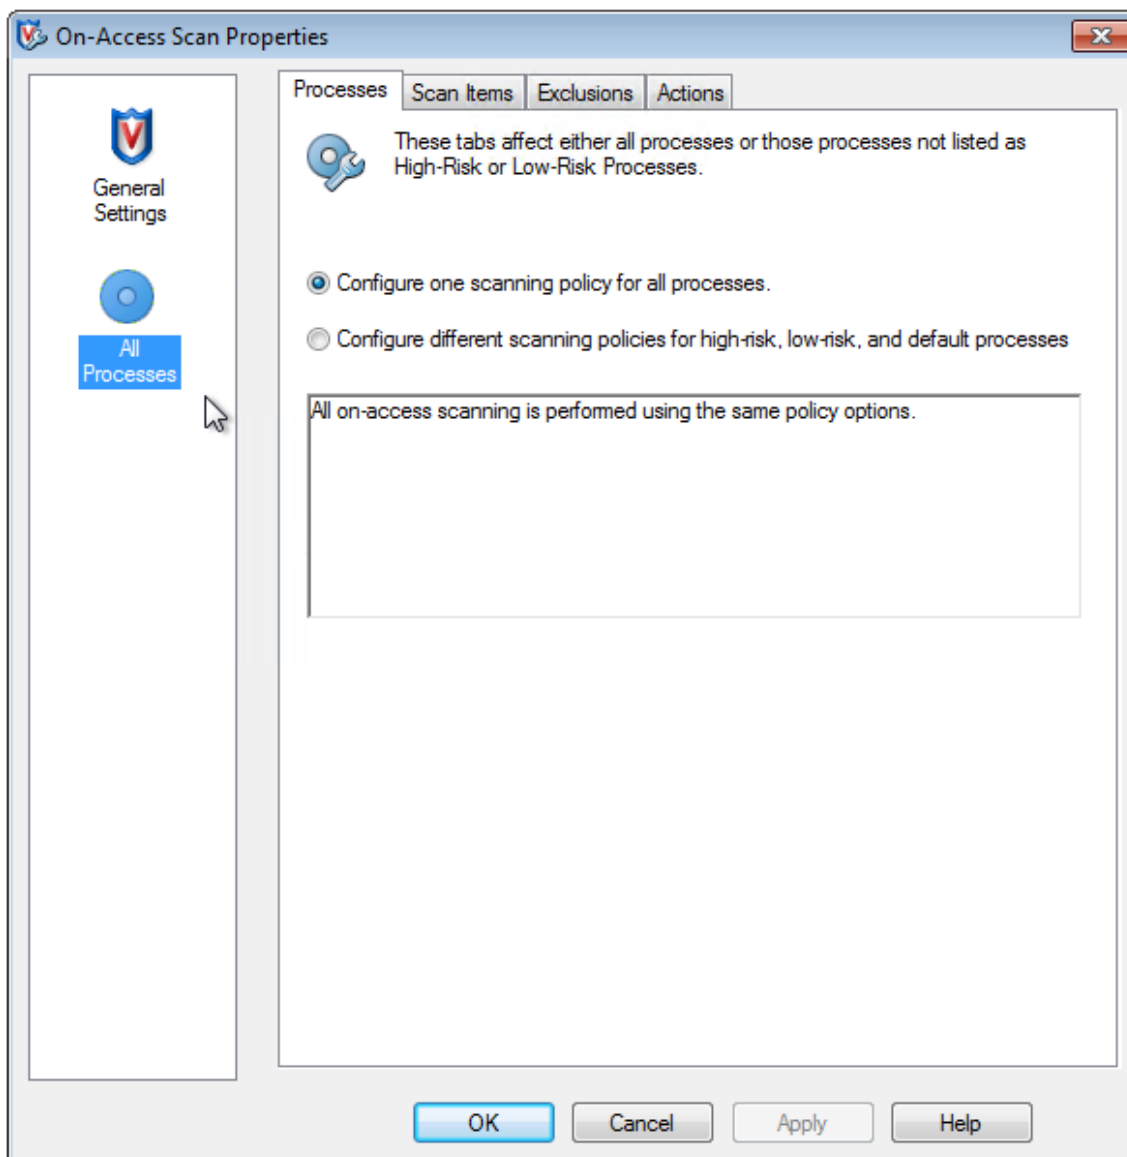 On-Access Scan Properties
General
Settings
All
Processes
Processes Scan Items Exclusions Actions
These tabs affect either all processes or those processes not listed as
High-Risk or Low-Risk Processes.
Configure one scanning policy for all processes.
Configure different scanning policies for high-risk, low-risk, and default processes
All on-access scanning is performed using the same policy options.
OK Cancel Apply Help